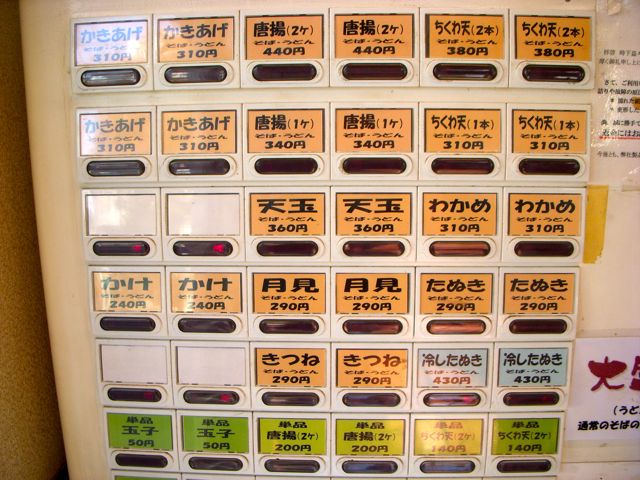 かきあげ
そば・うどん
310円
かきあげ
そば・うどん
310円
唐揚(2ケ)
そば・うどん
440円
唐揚(2ケ)
そば・うどん
440円
ちくわ天(2本)
そば・うどん
380円
ちくわ天(2本)
そば・うどん
380円
かきあげ
そば・うどん
310円
かきあげ
そば・うどん
310円
唐揚(1ケ)
そば・うどん
340円
唐揚(1ケ)
そば・うどん
340円
ちくわ天(1本)
そば・うどん
310円
ちくわ天(1本)
そば・うどん
310円
天玉
そば・うどん
360円
天玉
そば・うどん
360円
わかめ
そば・うどん
310円
わかめ
そば・うどん
310円
かけ
そば・うどん
240円
かけ
そば・うどん
240円
月見
そば・うどん
290円
月見
そば・うどん
290円
たぬき
そば・うどん
290円
たぬき
そば・うどん
290円
きつね
そば・うどん
290円
きつね
そば・うどん
290円
冷したぬき
そば・うどん
430円
冷したぬき
そば・うどん
430円
単品
玉子
50円
単品
玉子
50円
単品
唐揚(2ケ)
200円
単品
唐揚(2ケ)
200円
単品
ちくわ天(2ケ)
140円
単品
ちくわ天(2ケ)
140円
大
(うど
通常のそばの